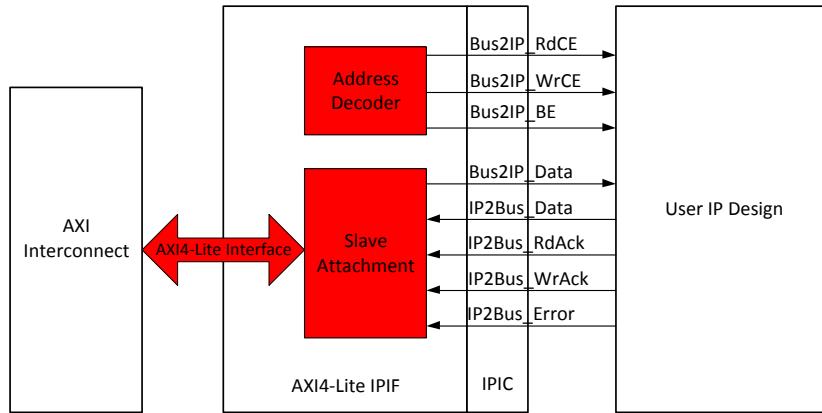 Bus2IP_RdCE
Address
Decoder
Bus2IP_WrCE
Bus2IP_BE
Bus2IP_Data
IP2Bus_Data
User IP Design
AXI
Interconnect
AXI4-Lite Interface
Slave
Attachment
IP2Bus_RdAck
IP2Bus_WrAck
IP2Bus_Error
AXI4-Lite IPIF
IPIC